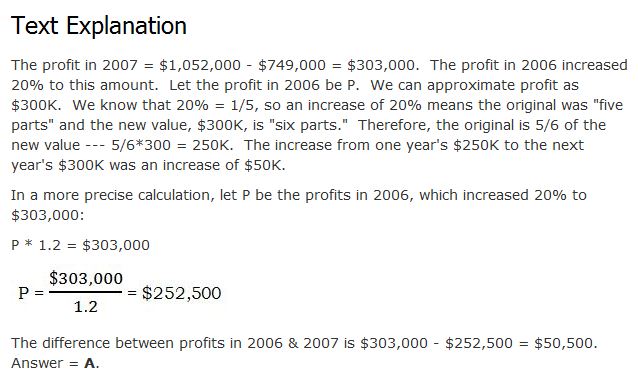 Text Explanation
The profit in 2007 = $1,052,000 - $749,000 = $303,000.  The profit in 2006 increased
20% to this amount.  Let the profit in 2006 be P.  We can approximate profit as
$300K.  We know that 20% = 1/5, so an increase of 20% means the original was "five
parts" and the new value, $300K, is "six parts."  Therefore, the original is 5/6 of the
new value --- 5/6*300 = 250K.  The increase from one year's $250K to the next
year's $300K was an increase of $50K.
In a more precise calculation, let P be the profits in 2006, which increased 20% to
$303,000:
P * 1.2 = $303,000
P = $303,000 / 1.2 = $252,500
The difference between profits in 2006 & 2007 is $303,000 - $252,500 = $50,500.
Answer = A.